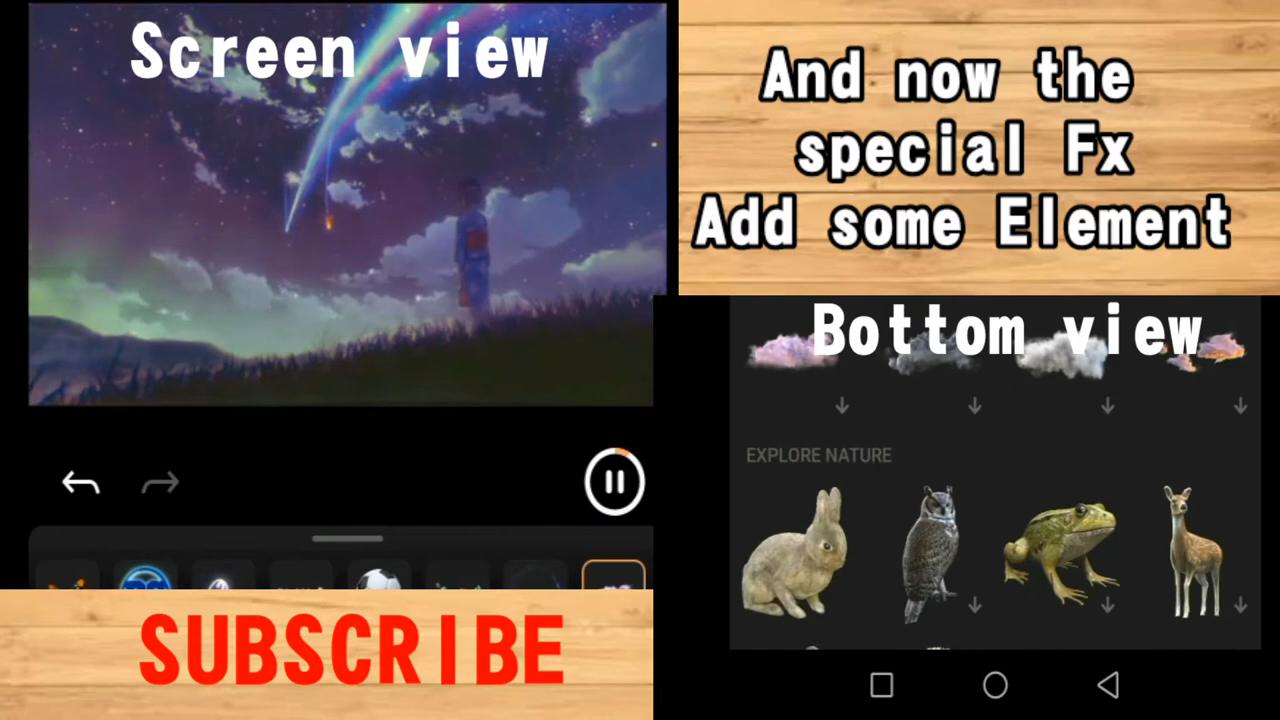 Screen view
And now the
special Fx
Add some Element
Bottom view
EXPLORE NATURE
SUBSCRIBE